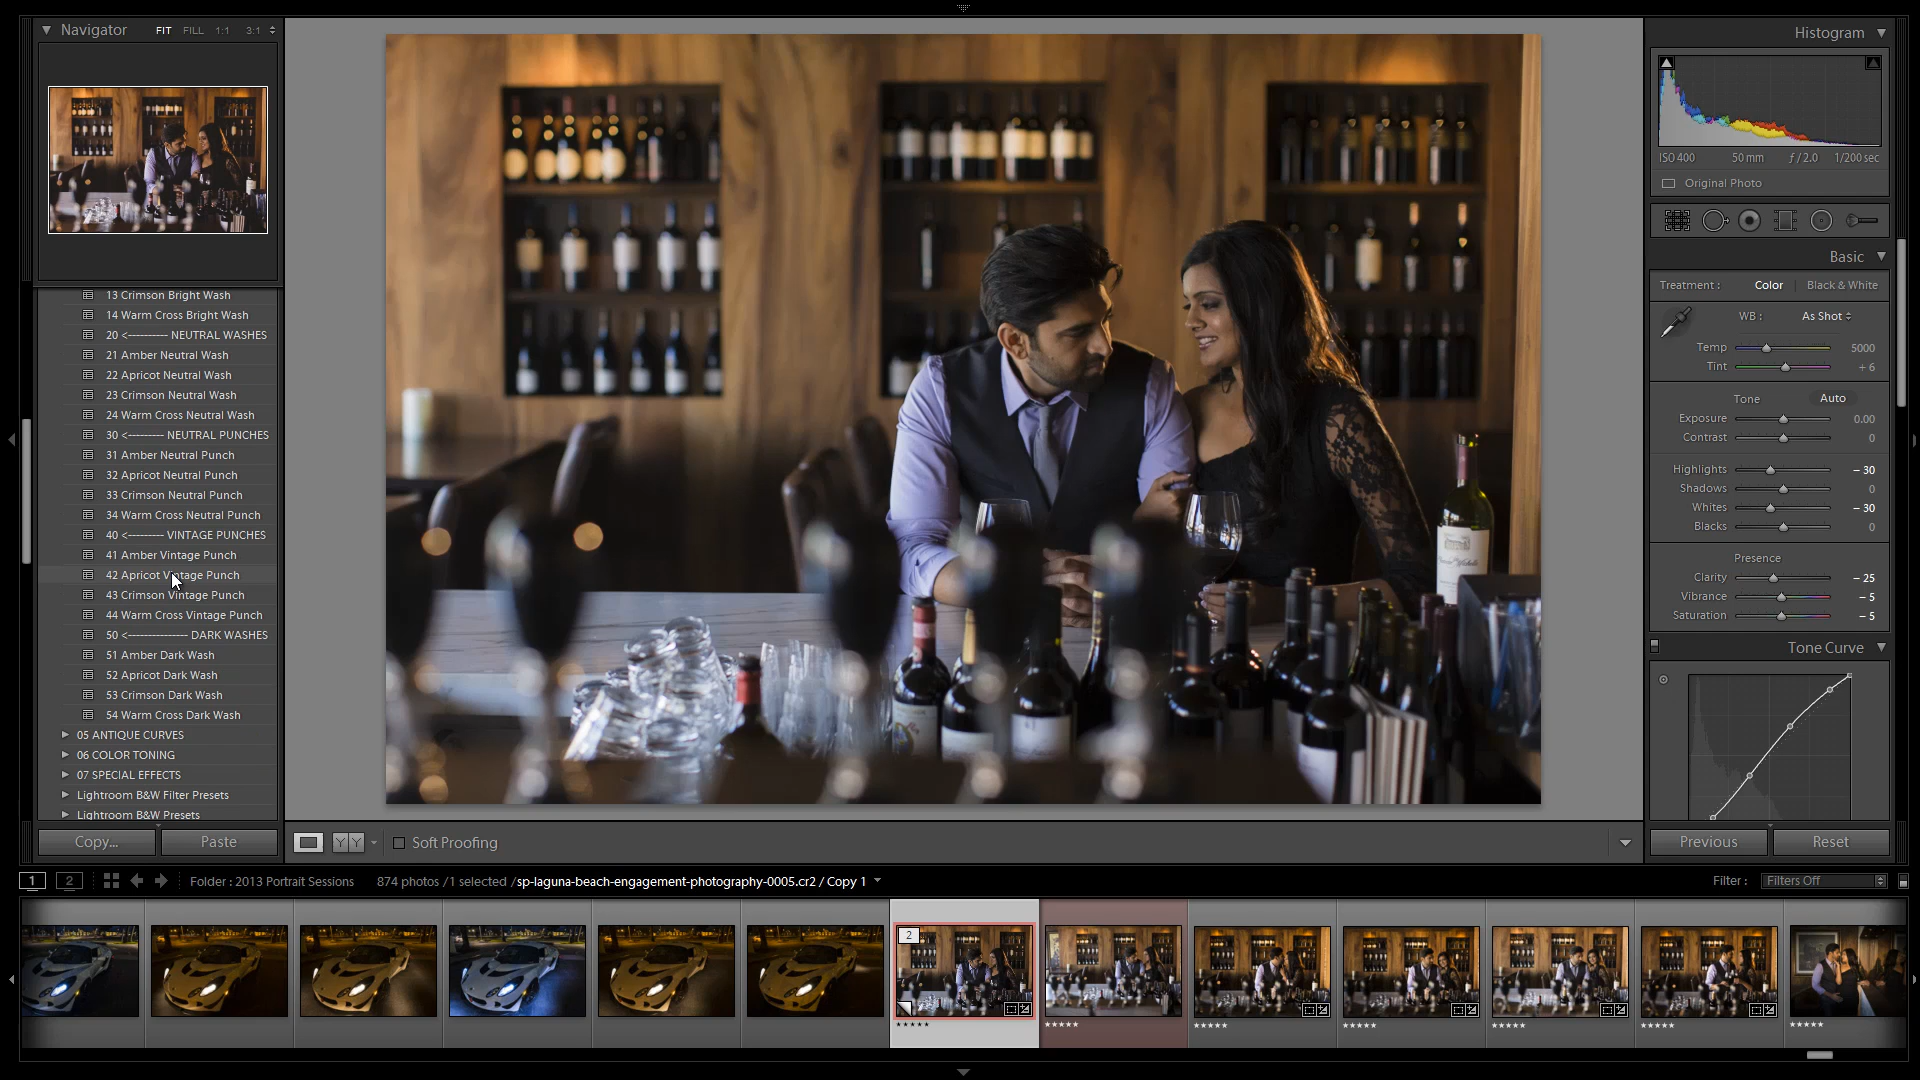 Navigator FIT FILL 1:1 3:1
13 Crimson Bright Wash
14 Warm Cross Bright Wash
20 <---------- NEUTRAL WASHES
21 Amber Neutral Wash
22 Apricot Neutral Wash
23 Crimson Neutral Wash
24 Warm Cross Neutral Wash
30 <--------- NEUTRAL PUNCHES
31 Amber Neutral Punch
32 Apricot Neutral Punch
33 Crimson Neutral Punch
34 Warm Cross Neutral Punch
40 <--------- VINTAGE PUNCHES
41 Amber Vintage Punch
42 Apricot Vintage Punch
43 Crimson Vintage Punch
44 Warm Cross Vintage Punch
50 <---------------- DARK WASHES
51 Amber Dark Wash
52 Apricot Dark Wash
53 Crimson Dark Wash
54 Warm Cross Dark Wash
05 ANTIQUE CURVES
06 COLOR TONING
07 SPECIAL EFFECTS
Lightroom B&W Filter Presets
Lightroom B&W Presets
Copy... Paste
Y Y Soft Proofing
Histogram
ISO 400 50 mm ƒ / 2.0 1/200 sec
Original Photo
Basic
Treatment : Color Black & White
WB : As Shot
Temp 5000
Tint + 6
Tone Auto
Exposure 0.00
Contrast 0
Highlights – 30
Shadows 0
Whites – 30
Blacks 0
Presence
Clarity – 25
Vibrance – 5
Saturation – 5
Tone Curve
Previous Reset
1 2 Folder : 2013 Portrait Sessions 874 photos / 1 selected / sp-laguna-beach-engagement-photography-0005.cr2 / Copy 1 Filter : Filters Off
2